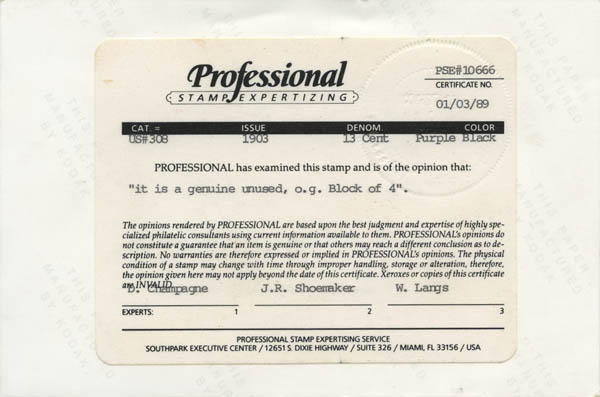 Professional
STAMP EXPERTIZING
PSE#10666
CERTIFICATE NO.
01/03/89
CAT. = ISSUE DENOM. COLOR
US#308 1903 13 Cent Purple Black
PROFESSIONAL has examined this stamp and is of the opinion that:
"it is a genuine unused, o.g. Block of 4".
The opinions rendered by PROFESSIONAL are based upon the best judgment and expertise of highly spe-
cialized philatelic consultants using current information available to them. PROFESSIONAL's opinions do
not constitute a guarantee that an item is genuine or that others may reach a different conclusion as to de-
scription. No warranties are therefore expressed or implied in PROFESSIONAL's opinions. The physical
condition of a stamp may change with time through improper handling, storage or alteration, therefore,
the opinion given here may not apply beyond the date of this certificate. Xeroxes or copies of this certificate
are INVALID.
D. Champagne J.R. Shoemaker W. Langs
EXPERTS: 1 2 3
PROFESSIONAL STAMP EXPERTISING SERVICE
SOUTHPARK EXECUTIVE CENTER / 12651 S. DIXIE HIGHWAY / SUITE 326 / MIAMI, FL 33156 / USA